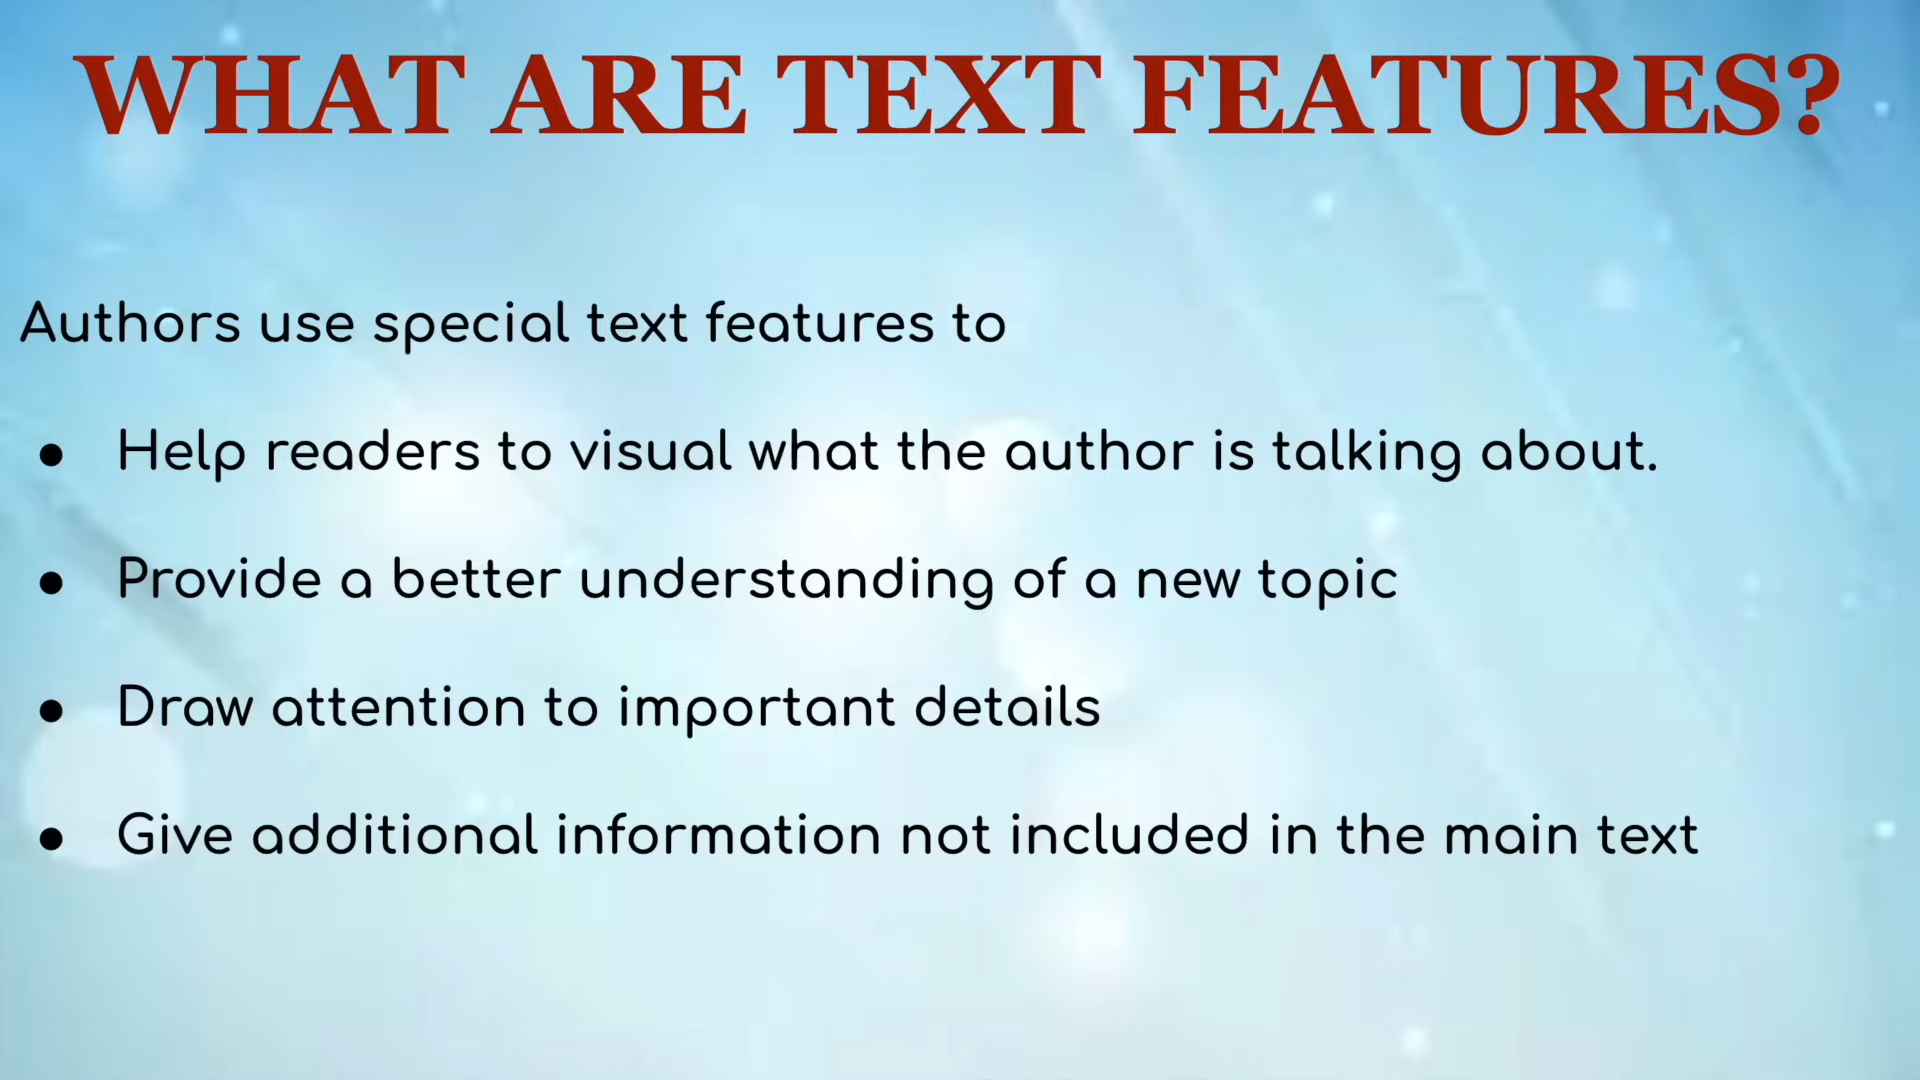 WHAT ARE TEXT FEATURES?
Authors use special text features to
● Help readers to visual what the author is talking about.
● Provide a better understanding of a new topic
● Draw attention to important details
● Give additional information not included in the main text